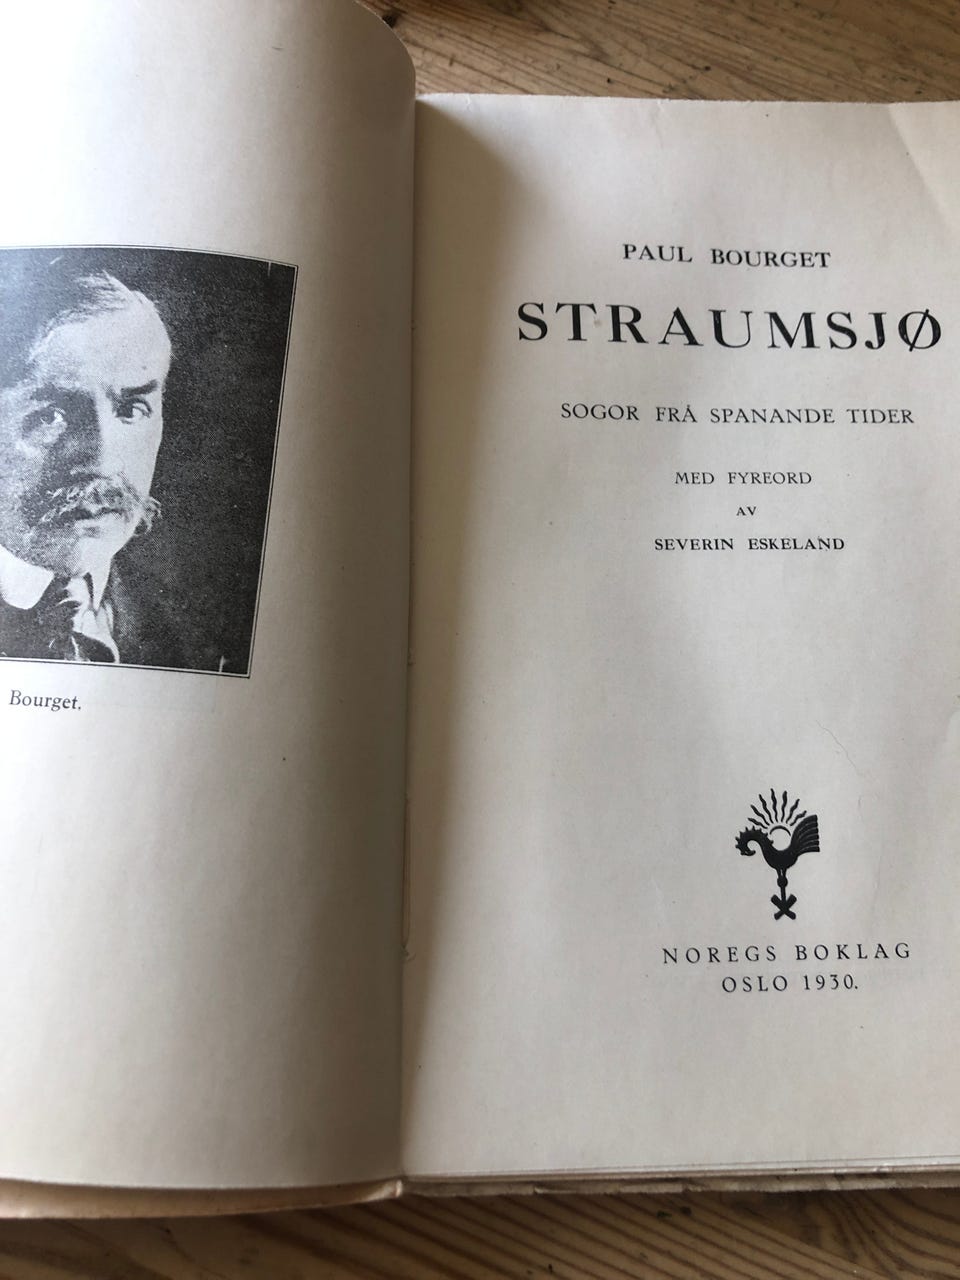 Bourget.
PAUL BOURGET
STRAUMSJØ
SOGOR FRÅ SPANANDE TIDER
MED FYREORD
AV
SEVERIN ESKELAND
NOREGS BOKLAG
OSLO 1930.